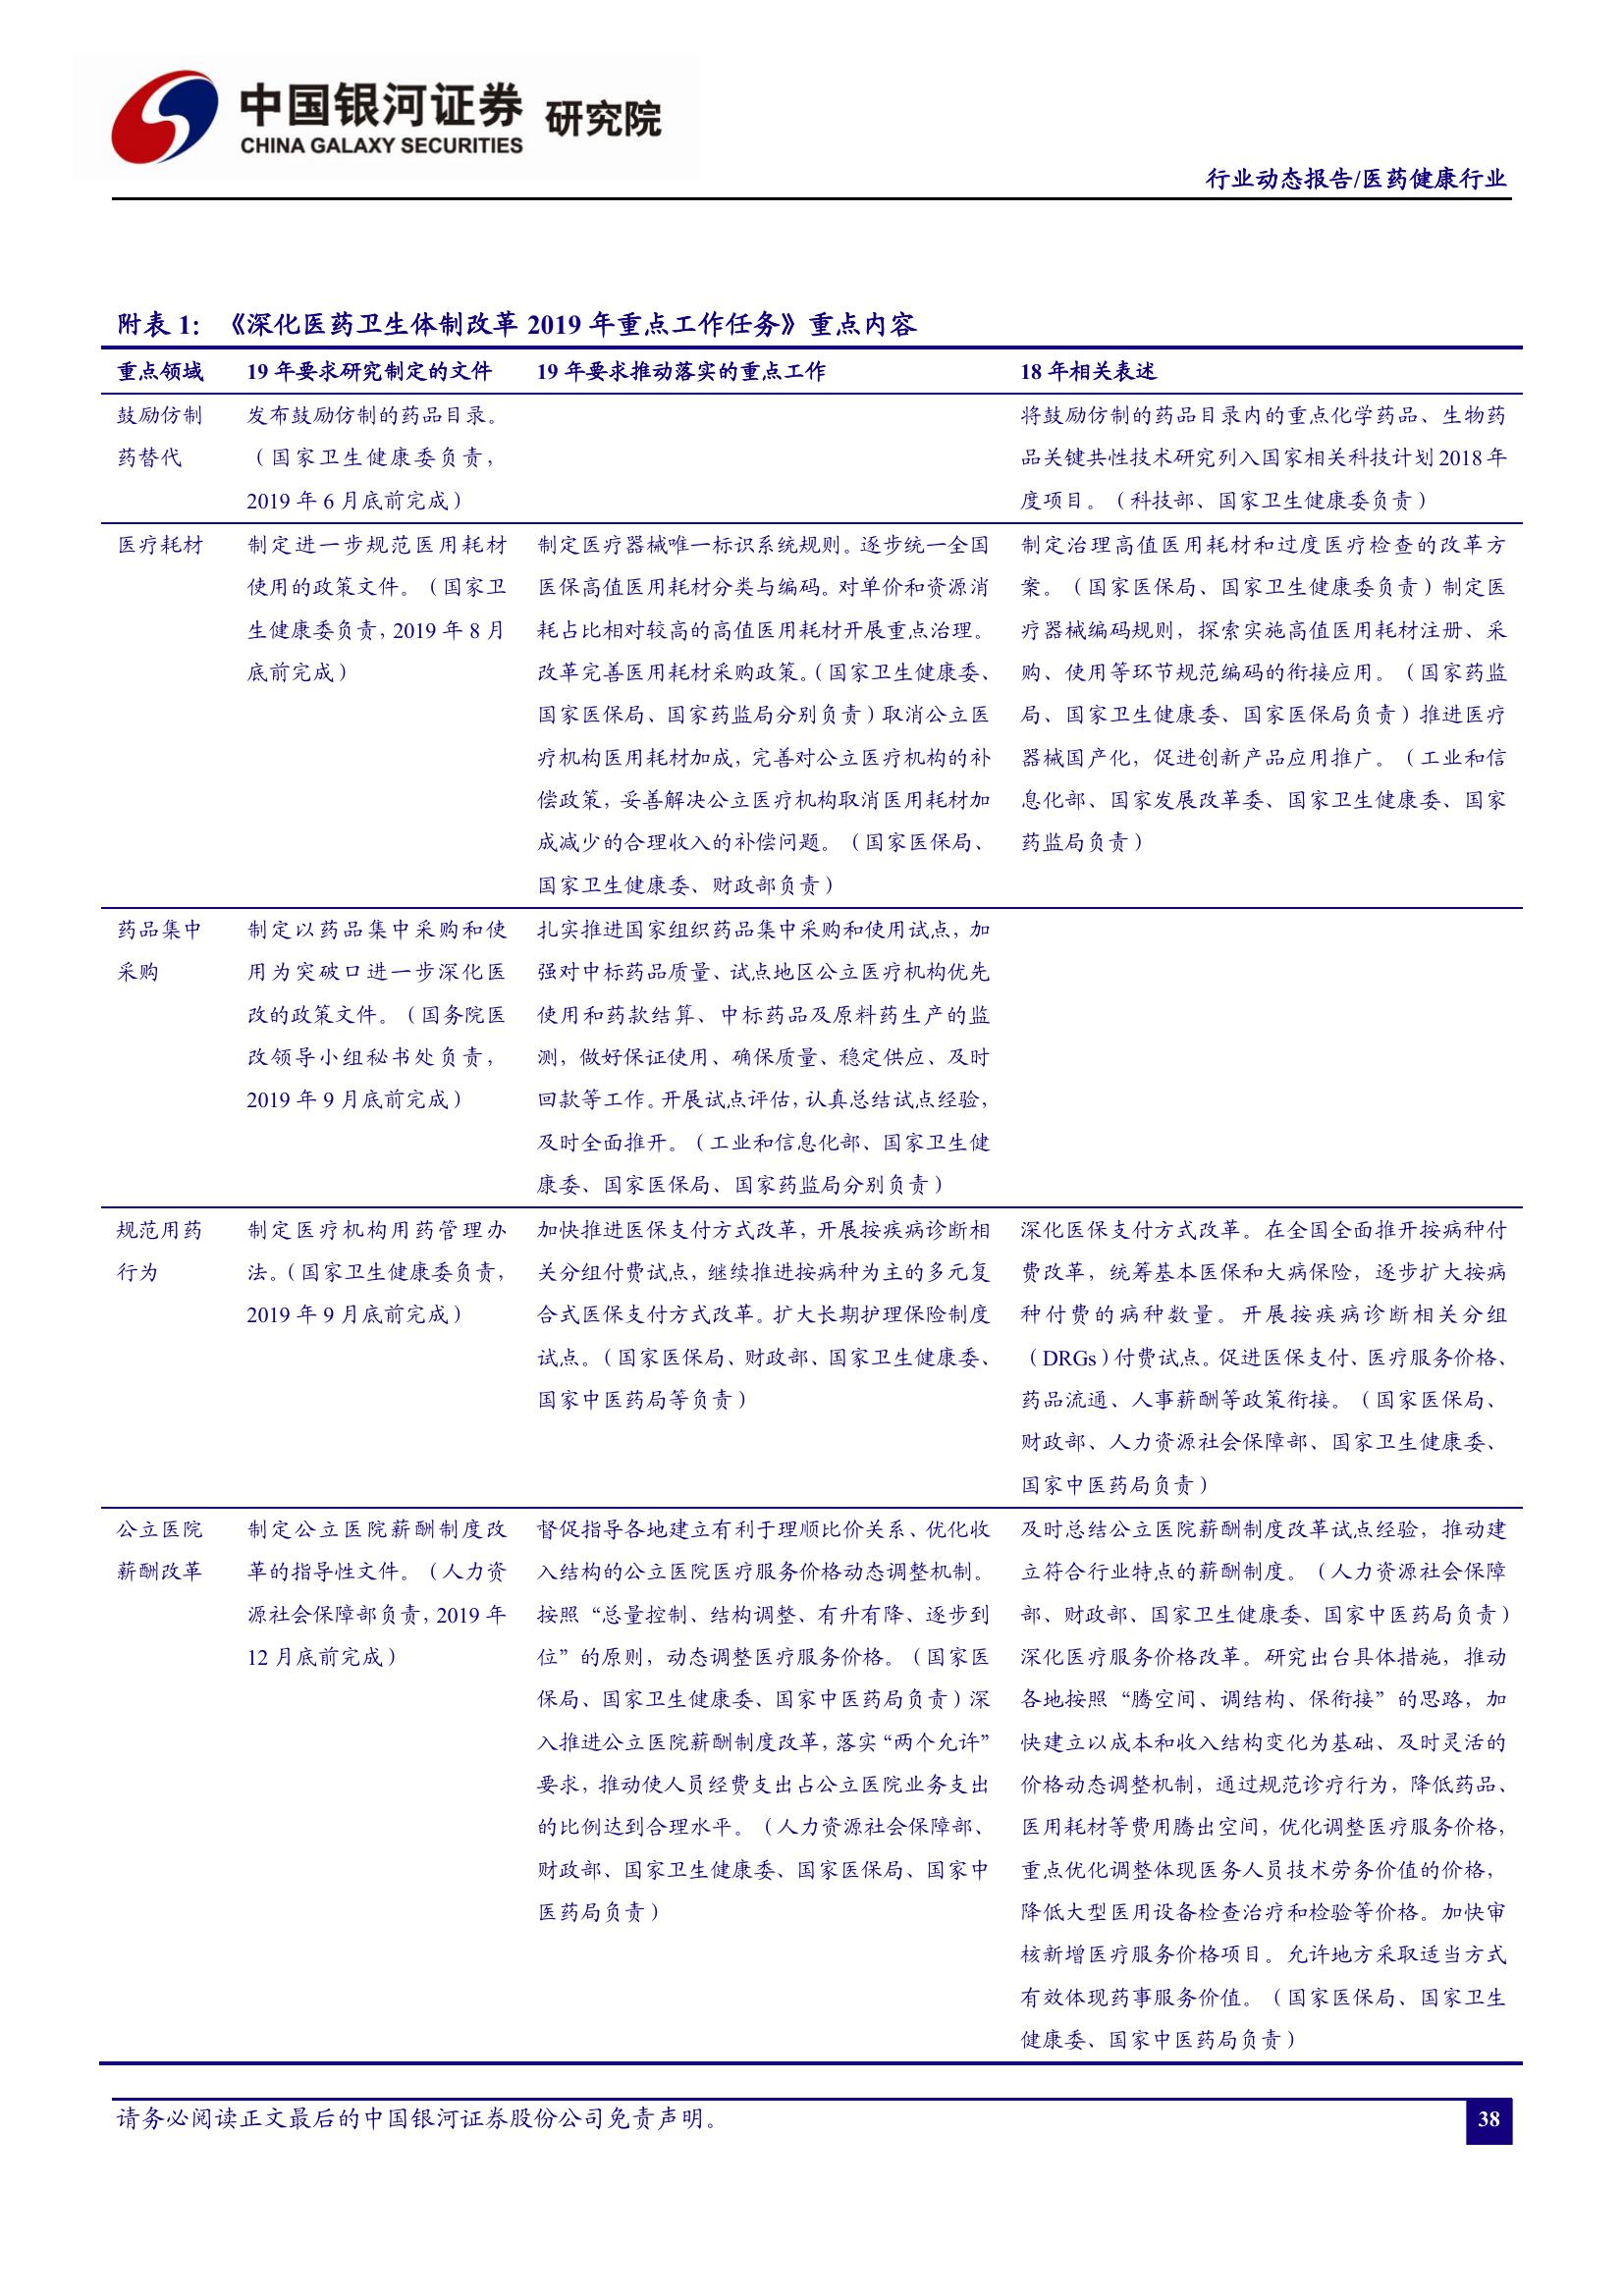 中国银河证券 研究院
CHINA GALAXY SECURITIES
行业动态报告/医药健康行业
附表 1：《深化医药卫生体制改革 2019 年重点工作任务》重点内容
重点领域 19 年要求研究制定的文件 19 年要求推动落实的重点工作 18 年相关表述
鼓励仿制
药替代
发布鼓励仿制的药品目录。
（国家卫生健康委负责，
2019 年 6 月底前完成）
将鼓励仿制的药品目录内的重点化学药品、生物药
品关键共性技术研究列入国家相关科技计划 2018 年
度项目。（科技部、国家卫生健康委负责）
医疗耗材
制定进一步规范医用耗材
使用的政策文件。（国家卫
生健康委负责，2019 年 8 月
底前完成）
制定医疗器械唯一标识系统规则。逐步统一全国
医保高值医用耗材分类与编码。对单价和资源消
耗占比相对较高的高值医用耗材开展重点治理。
改革完善医用耗材采购政策。（国家卫生健康委、
国家医保局、国家药监局分别负责）取消公立医
疗机构医用耗材加成，完善对公立医疗机构的补
偿政策，妥善解决公立医疗机构取消医用耗材加
成减少的合理收入的补偿问题。（国家医保局、
国家卫生健康委、财政部负责）
制定治理高值医用耗材和过度医疗检查的改革方
案。（国家医保局、国家卫生健康委负责）制定医
疗器械编码规则，探索实施高值医用耗材注册、采
购、使用等环节规范编码的衔接应用。（国家药监
局、国家卫生健康委、国家医保局负责）推进医疗
器械国产化，促进创新产品应用推广。（工业和信
息化部、国家发展改革委、国家卫生健康委、国家
药监局负责）
药品集中
采购
制定以药品集中采购和使
用为突破口进一步深化医
改的政策文件。（国务院医
改领导小组秘书处负责，
2019 年 9 月底前完成）
扎实推进国家组织药品集中采购和使用试点，加
强对中标药品质量、试点地区公立医疗机构优先
使用和药款结算、中标药品及原料药生产的监
测，做好保证使用、确保质量、稳定供应、及时
回款等工作。开展试点评估，认真总结试点经验，
及时全面推开。（工业和信息化部、国家卫生健
康委、国家医保局、国家药监局分别负责）
规范用药
行为
制定医疗机构用药管理办
法。（国家卫生健康委负责，
2019 年 9 月底前完成）
加快推进医保支付方式改革，开展按疾病诊断相
关分组付费试点，继续推进按病种为主的多元复
合式医保支付方式改革。扩大长期护理保险制度
试点。（国家医保局、财政部、国家卫生健康委、
国家中医药局等负责）
深化医保支付方式改革。在全国全面推开按病种付
费改革，统筹基本医保和大病保险，逐步扩大按病
种付费的病种数量。开展按疾病诊断相关分组
（DRGs）付费试点。促进医保支付、医疗服务价格、
药品流通、人事薪酬等政策衔接。（国家医保局、
财政部、人力资源社会保障部、国家卫生健康委、
国家中医药局负责）
公立医院
薪酬改革
制定公立医院薪酬制度改
革的指导性文件。（人力资
源社会保障部负责，2019 年
12 月底前完成）
督促指导各地建立有利于理顺比价关系、优化收
入结构的公立医院医疗服务价格动态调整机制。
按照“总量控制、结构调整、有升有降、逐步到
位”的原则，动态调整医疗服务价格。（国家医
保局、国家卫生健康委、国家中医药局负责）深
入推进公立医院薪酬制度改革，落实“两个允许”
要求，推动使人员经费支出占公立医院业务支出
的比例达到合理水平。（人力资源社会保障部、
财政部、国家卫生健康委、国家医保局、国家中
医药局负责）
及时总结公立医院薪酬制度改革试点经验，推动建
立符合行业特点的薪酬制度。（人力资源社会保障
部、财政部、国家卫生健康委、国家中医药局负责）
深化医疗服务价格改革。研究出台具体措施，推动
各地按照“腾空间、调结构、保衔接”的思路，加
快建立以成本和收入结构变化为基础、及时灵活的
价格动态调整机制，通过规范诊疗行为，降低药品、
医用耗材等费用腾出空间，优化调整医疗服务价格，
重点优化调整体现医务人员技术劳务价值的价格，
降低大型医用设备检查治疗和检验等价格。加快审
核新增医疗服务价格项目。允许地方采取适当方式
有效体现药事服务价值。（国家医保局、国家卫生
健康委、国家中医药局负责）
请务必阅读正文最后的中国银河证券股份公司免责声明。
38